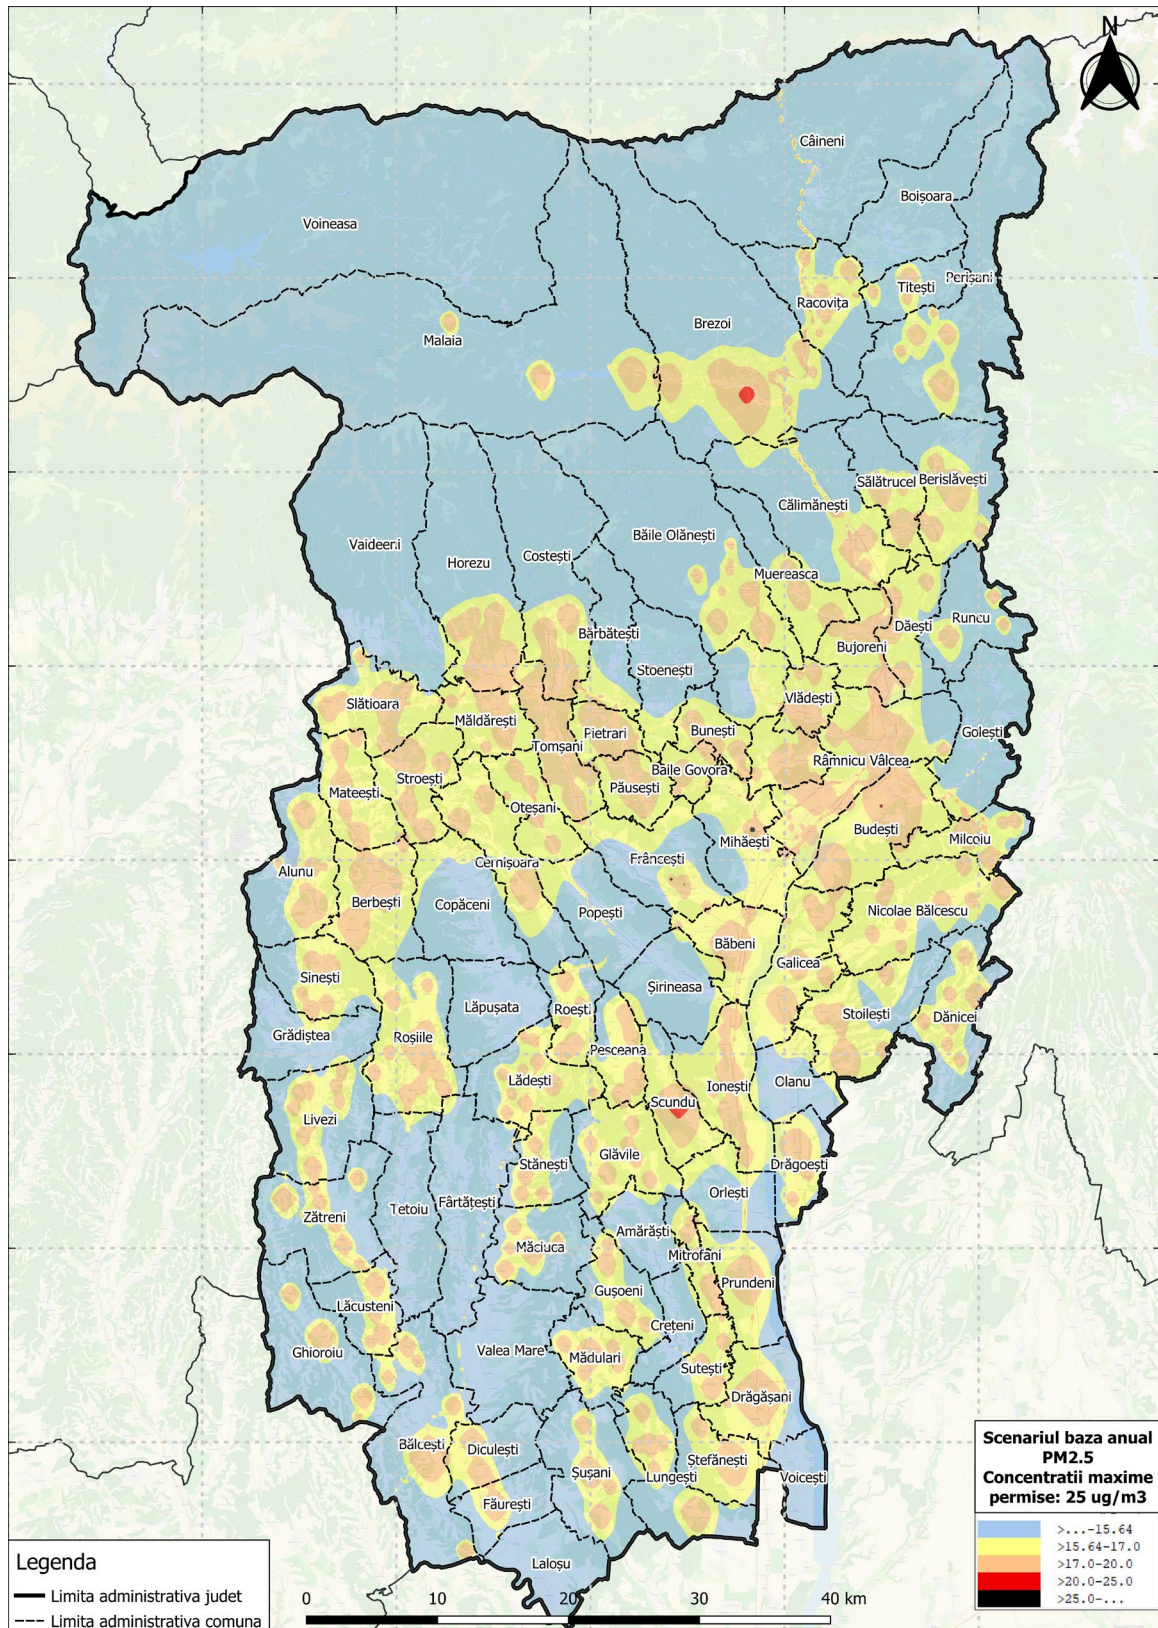 N
Câineni
Boișoara
Voineasa
Perișani
Titești
Racovița
Brezoi
Malaia
Sălătrucel
Berislăvești
Călimănești
Băile Olănești
Vaideeni
Costești
Horezu
Muereasca
Runcu
Dăești
Bărbătești
Bujoreni
Stoenești
Vlădești
Slătioara
Măldărești
Bunești
Pietrari
Golești
Tomșani
Râmnicu Vâlcea
Băile Govora
Stroești
Păusești
Mateești
Oteșani
Budești
Mihăești
Milcoiu
Frâncești
Cernișoara
Alunu
Berbești
Copăceni
Popești
Nicolae Bălcescu
Băbeni
Galicea
Sinești
Șirineasa
Lăpușata
Roești
Stoilești
Dănicei
Grădiștea
Roșiile
Pesceana
Lădești
Olanu
Ionești
Scundu
Livezi
Glăvile
Stănești
Drăgoești
Orlești
Fârtățești
Tetoiu
Zătreni
Amărăști
Măciuca
Mitrofani
Prundeni
Gușoeni
Lăcusteni
Crețeni
Valea Mare
Ghioroiu
Mădulari
Sutești
Drăgășani
Bălcești
Diculești
Ștefănești
Șușani
Lungești
Voicești
Făurești
Laloșu
Scenariul baza anual
PM2.5
Concentratii maxime
permise: 25 ug/m3
>...-15.64
>15.64-17.0
>17.0-20.0
>20.0-25.0
>25.0-...
Legenda
Limita administrativa judet
Limita administrativa comuna
0 10 20 30 40 km